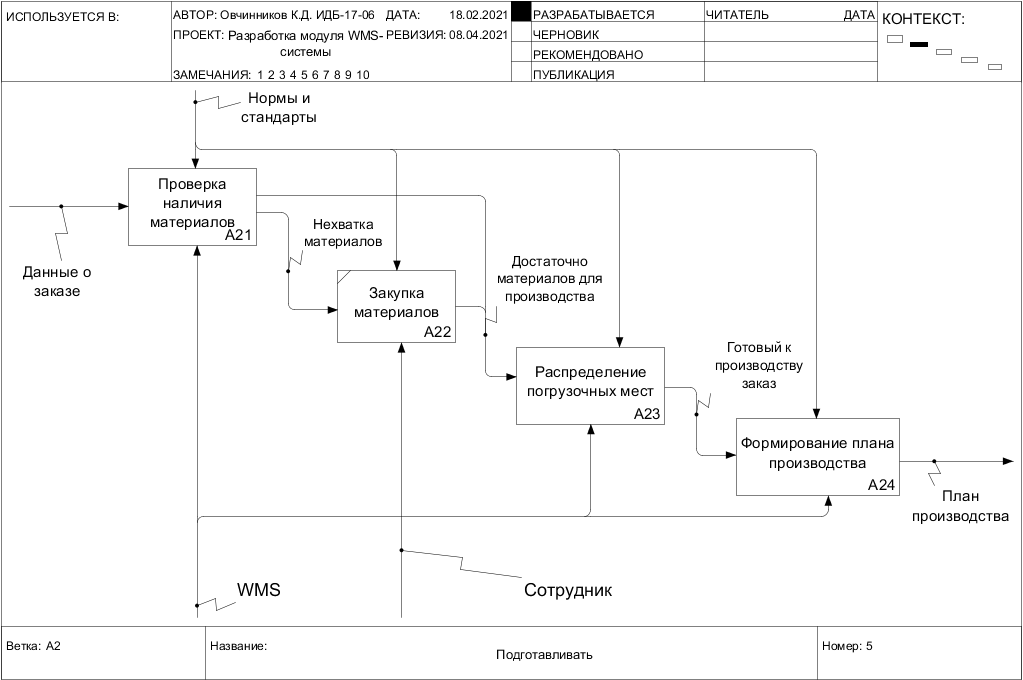 ИСПОЛЬЗУЕТСЯ В:
АВТОР: Овчинников К.Д. ИДБ-17-06 ДАТА: 18.02.2021
ПРОЕКТ: Разработка модуля WMS-системы РЕВИЗИЯ: 08.04.2021
ЗАМЕЧАНИЯ: 1 2 3 4 5 6 7 8 9 10
РАЗРАБАТЫВАЕТСЯ
ЧЕРНОВИК
РЕКОМЕНДОВАНО
ПУБЛИКАЦИЯ
ЧИТАТЕЛЬ ДАТА
КОНТЕКСТ:
Нормы и
стандарты
Проверка
наличия
материалов
A21
Данные о
заказе
Нехватка
материалов
Закупка
материалов
A22
Достаточно
материалов для
производства
Распределение
погрузочных мест
A23
Готовый к
производству
заказ
Формирование плана
производства
A24
План
производства
WMS
Сотрудник
Ветка: A2
Название:
Подготавливать
Номер: 5